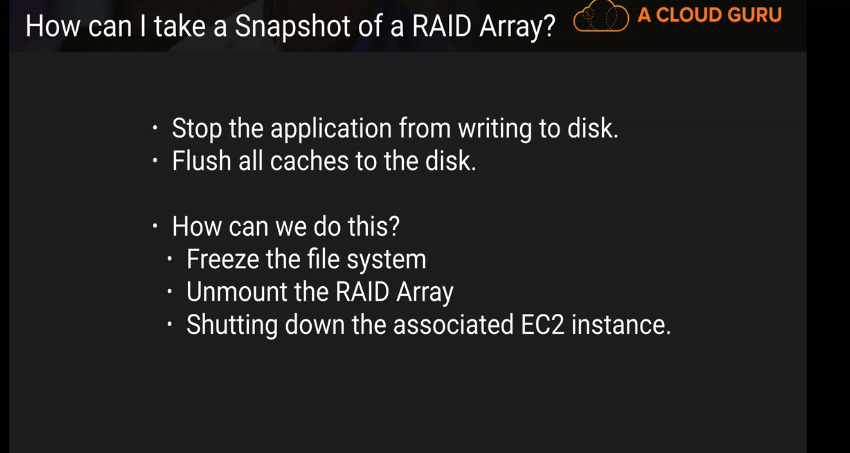 How can I take a Snapshot of a RAID Array?
A CLOUD GURU
• Stop the application from writing to disk.
• Flush all caches to the disk.
• How can we do this?
• Freeze the file system
• Unmount the RAID Array
• Shutting down the associated EC2 instance.